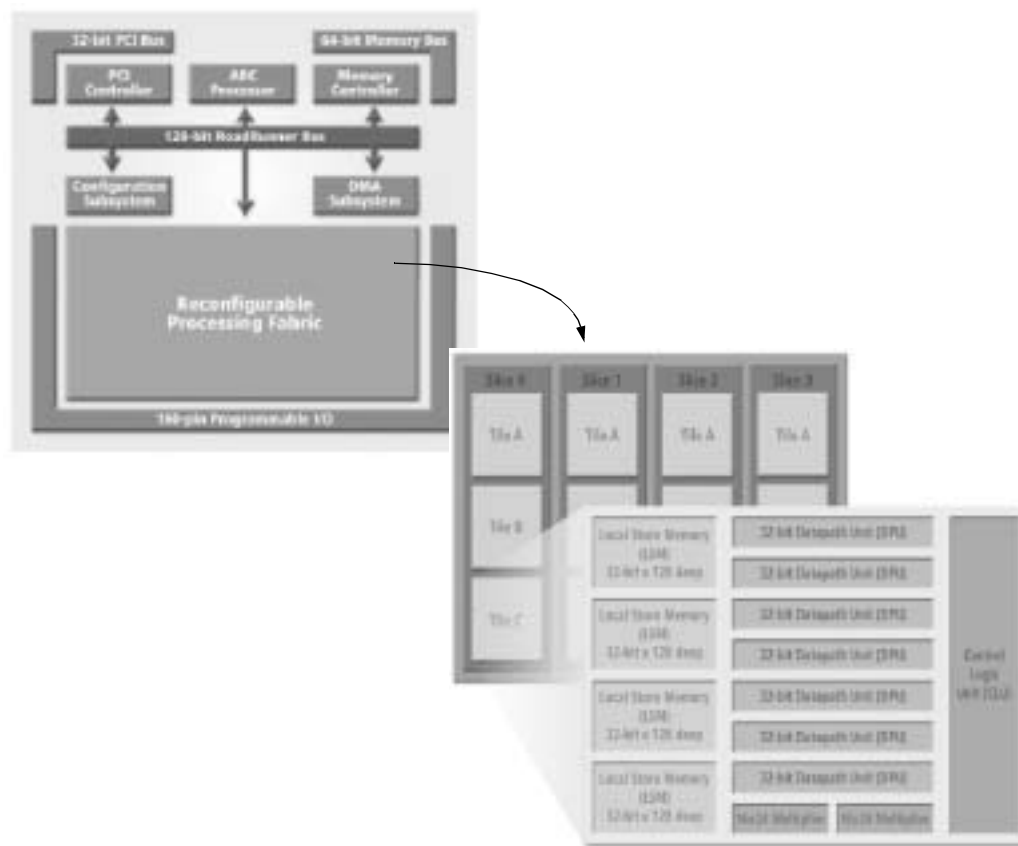 32-bit PCI Bus
64-bit Memory Bus
PCI
Controller
ARC
Processor
Memory
Controller
128-bit RoadRunner Bus
Configuration
Subsystem
DMA
Subsystem
Reconfigurable
Processing Fabric
160-pin Programmable I/O
Slice 0
Slice 1
Slice 2
Slice 3
Tile A
Tile A
Tile A
Tile A
Tile B
Tile C
Local Store Memory
(LSM)
32-bit x 128 deep
Local Store Memory
(LSM)
32-bit x 128 deep
Local Store Memory
(LSM)
32-bit x 128 deep
Local Store Memory
(LSM)
32-bit x 128 deep
32-bit Datapath Unit (DPU)
32-bit Datapath Unit (DPU)
32-bit Datapath Unit (DPU)
32-bit Datapath Unit (DPU)
32-bit Datapath Unit (DPU)
32-bit Datapath Unit (DPU)
32-bit Datapath Unit (DPU)
16x24 Multiplier
16x24 Multiplier
Control
Logic
Unit (CLU)